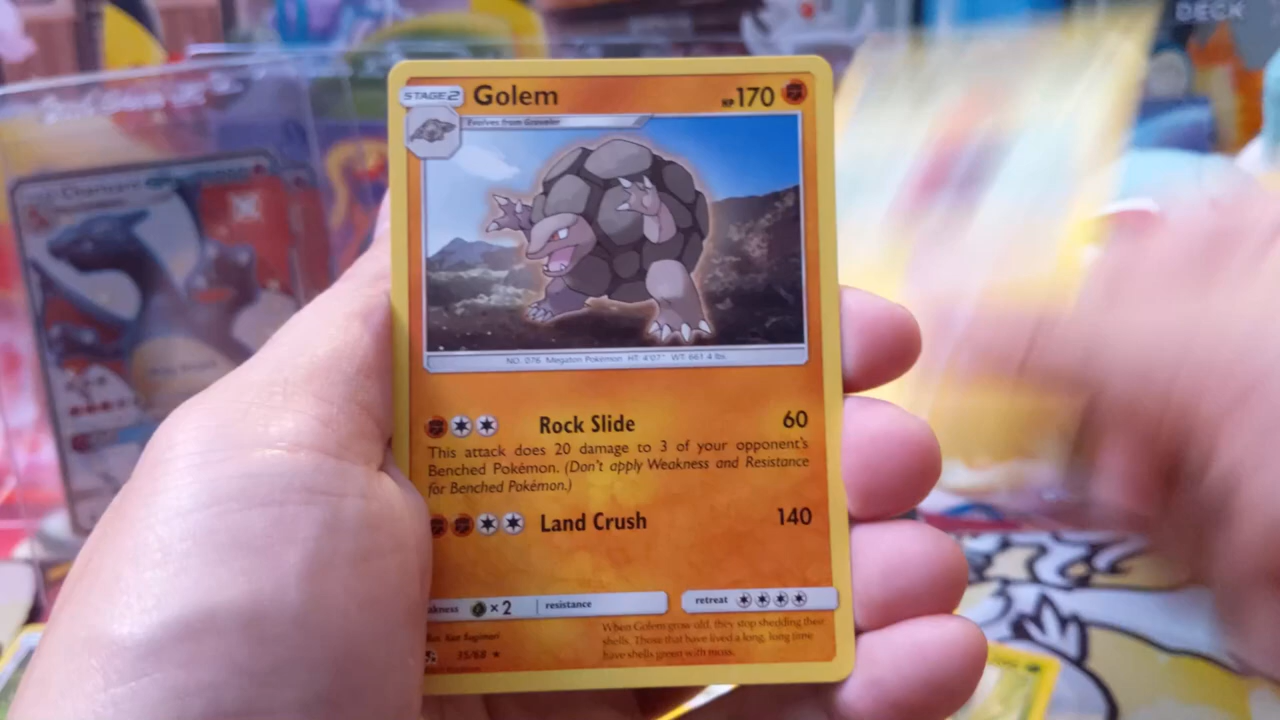 DECK
STAGE 2 Golem HP 170
Evolves from Graveler
NO. 076 Megaton Pokémon HT: 4'07" WT: 661.4 lbs
Rock Slide 60
This attack does 20 damage to 3 of your opponent's
Benched Pokémon. (Don't apply Weakness and Resistance
for Benched Pokémon.)
Land Crush 140
akness ×2 resistance retreat
When Golem grow old, they stop shedding their
shells. Those that have lived a long, long time
have shells green with moss.
Illus. Ken Sugimori
35/68 ★